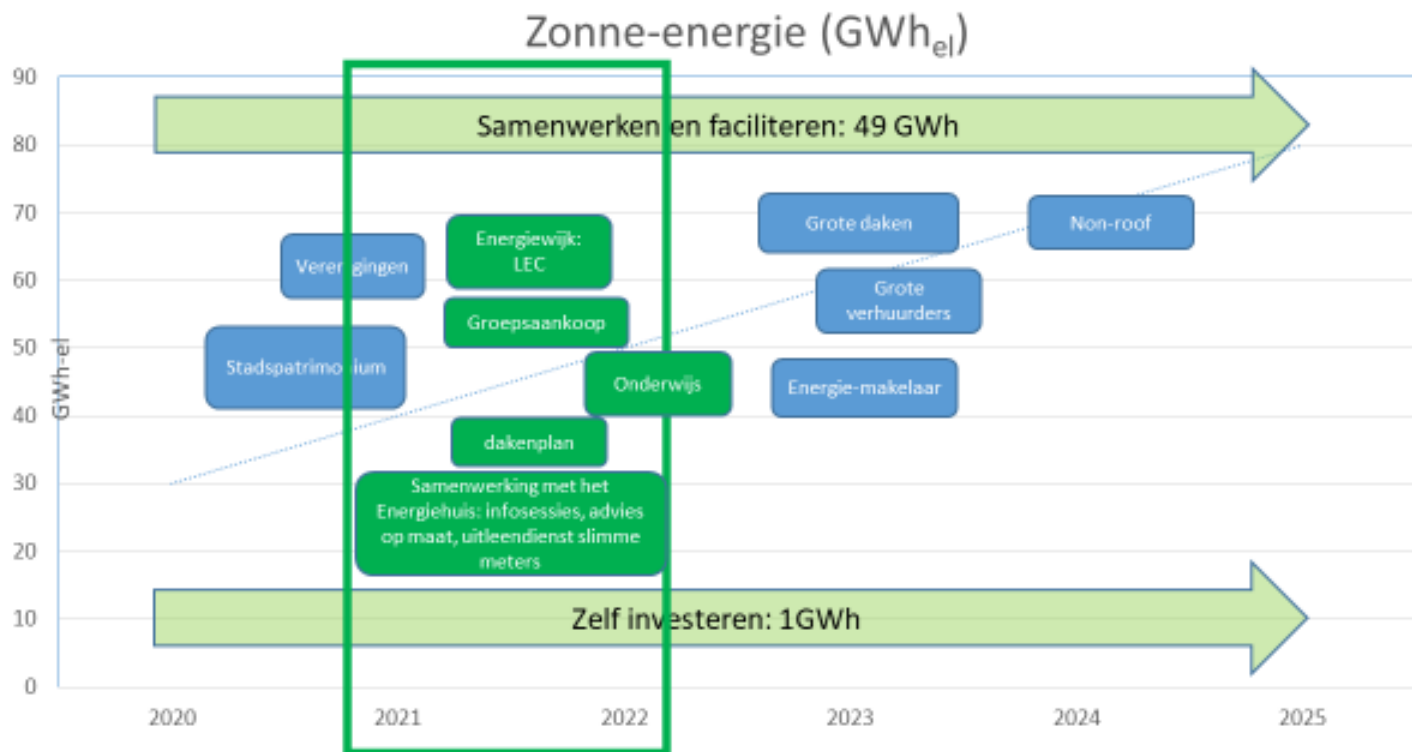 Zonne-energie (GWhel)
90
80
70
60
50
40
30
20
10
0
GWh-el
Samenwerken en faciliteren: 49 GWh
Verenigingen
Energiewijk:
LEC
Grote daken
Non-roof
Groepsaankoop
Grote
verhuurders
Stadspatrimonium
Onderwijs
Energie-makelaar
dakenplan
Samenwerking met het
Energiehuis: infosessies, advies
op maat, uitleendienst slimme
meters
Zelf investeren: 1GWh
2020
2021
2022
2023
2024
2025